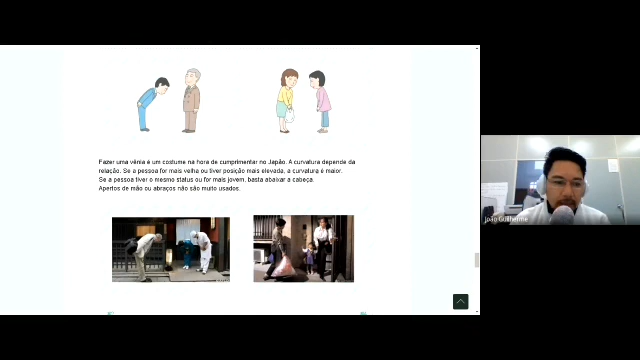 Fazer uma vênia é um costume na hora de cumprimentar no Japão. A curvatura depende da
relação. Se a pessoa for mais velha ou tiver posição mais elevada, a curvatura é maior.
Se a pessoa tiver o mesmo status ou for mais jovem, basta abaixar a cabeça.
Apertos de mão ou abraços não são muito usados.
João Guilherme